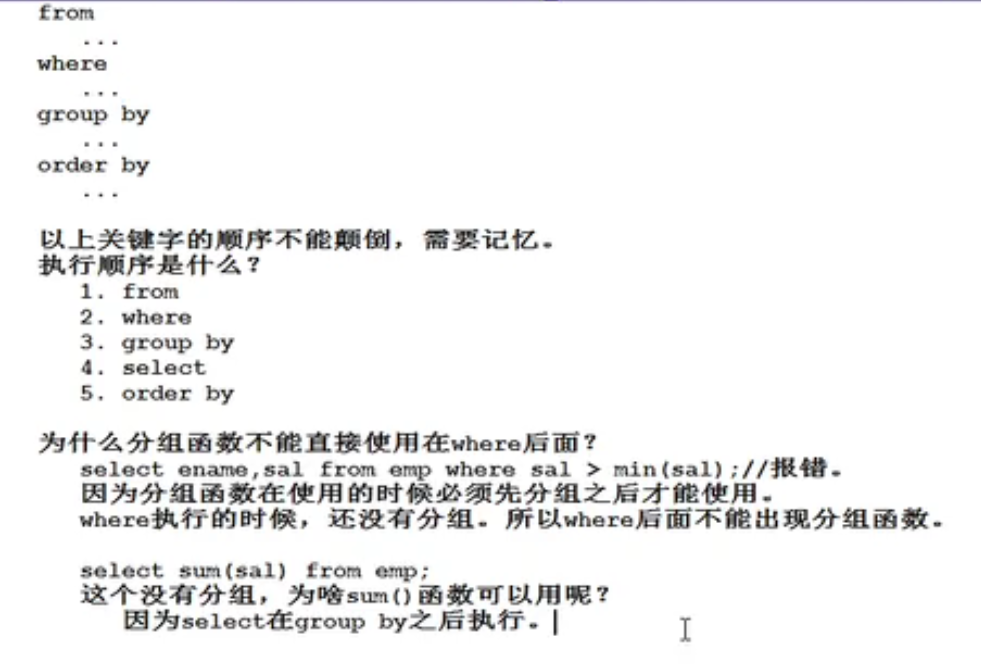 from
...
where
...
group by
...
order by
...
以上关键字的顺序不能颠倒，需要记忆。
执行顺序是什么？
1. from
2. where
3. group by
4. select
5. order by
为什么分组函数不能直接使用在where后面？
select ename,sal from emp where sal > min(sal);//报错。
因为分组函数在使用的时候必须先分组之后才能使用。
where执行的时候，还没有分组。所以where后面不能出现分组函数。
select sum(sal) from emp;
这个没有分组，为啥sum()函数可以用呢？
因为select在group by之后执行。